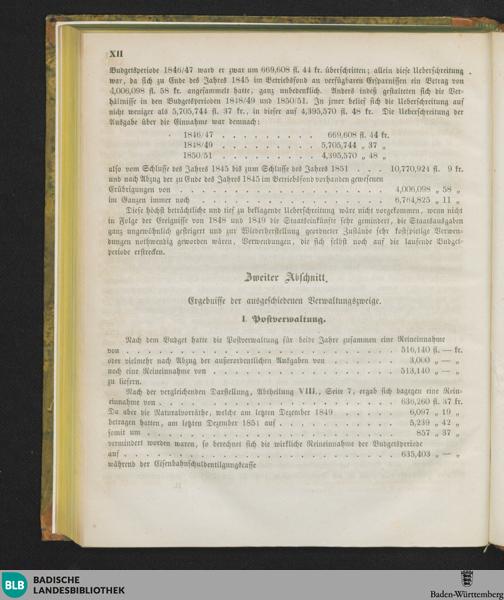 XII
Budgetsperiode 1846/47 ward er zwar um 669,608 fl. 44 kr. überschritten; allein diese Ueberschreitung
war, da sich zu Ende des Jahres 1845 im Betriebsfond an verfügbaren Ersparnissen ein Betrag von
4,006,098 fl. 58 kr. angesammelt hatte, ganz unbedenklich. Anders indeß gestalteten sich die Ver-
hältnisse in den Budgetsperioden 1848/49 und 1850/51. In jener belief sich die Ueberschreitung auf
nicht weniger als 5,705,744 fl. 37 kr., in dieser auf 4,395,570 fl. 48 kr. Die Ueberschreitung der
Ausgabe über die Einnahme war demnach:
1846/47 . . . . . . . . . 669,608 fl. 44 kr.
1848/49 . . . . . . . . . 5,705,744 „ 37 „
1850/51 . . . . . . . . . 4,395,570 „ 48 „
also vom Schlusse des Jahres 1845 bis zum Schlusse des Jahres 1851 . . . 10,770,924 fl. 9 kr.
und nach Abzug der zu Ende des Jahres 1845 im Betriebsfond vorhanden gewesenen
Erübrigungen von . . . . . . . . . . . . . . . . . . 4,006,098 „ 58 „
im Ganzen immer noch . . . . . . . . . . . . . . . . . 6,764,825 „ 11 „
Diese höchst beträchtliche und tief zu beklagende Ueberschreitung wäre nicht vorgekommen, wenn nicht
in Folge der Ereignisse von 1848 und 1849 die Staatseinkünfte sehr gemindert, die Staatsausgaben
ganz ungewöhnlich gesteigert und zur Wiederherstellung geordneter Zustände sehr kostspielige Verwen-
dungen nothwendig geworden wären, Verwendungen, die sich selbst noch auf die laufende Budget-
periode erstrecken.
Zweiter Abschnitt.
Ergebnisse der ausgeschiedenen Verwaltungszweige.
I. Postverwaltung.
Nach dem Budget hatte die Postverwaltung für beide Jahre zusammen eine Reineinnahme
von . . . . . . . . . . . . . . . . . . . . . . 516,140 fl. — kr.
oder vielmehr nach Abzug der außerordentlichen Ausgaben von . . . . . . 3,000 „ — „
noch eine Reineinnahme von . . . . . . . . . . . . . . . 513,140 „ — „
zu liefern.
Nach der vergleichenden Darstellung, Abtheilung VIII., Seite 7, ergab sich dagegen eine Rein-
einnahme von . . . . . . . . . . . . . . . . . . . 636,260 fl. 37 kr.
Da aber die Naturalvorräthe, welche am letzten Dezember 1849 . . . . . . 6,097 „ 19 „
betragen hatten, am letzten Dezember 1851 auf . . . . . . . . . . 5,239 „ 42 „
somit um . . . . . . . . . . . . . . . . . . . . 857 „ 37 „
vermindert worden waren, so berechnet sich die wirkliche Reineinnahme der Budgetsperiode
auf . . . . . . . . . . . . . . . . . . . . . . 635,403 „ — „
während der Eisenbahnschuldentilgungskasse
BLB
BADISCHE
LANDESBIBLIOTHEK
Baden-Württemberg